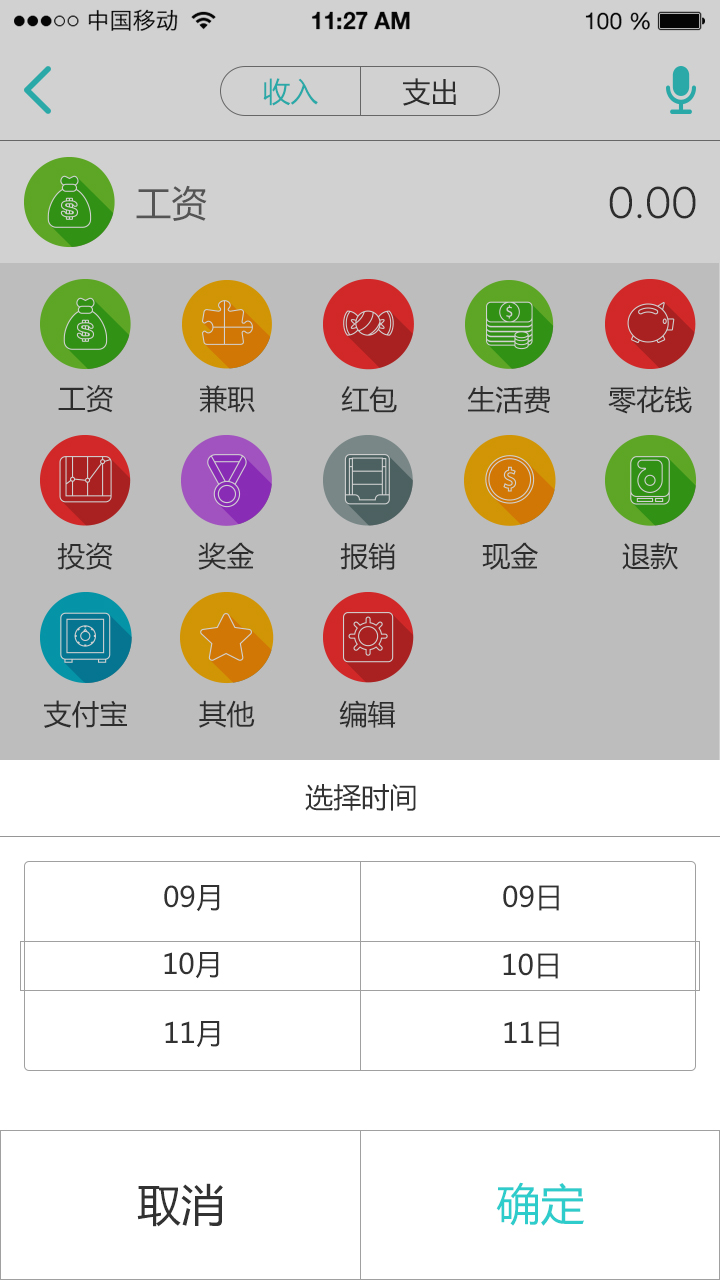 中国移动 11:27 AM 100 %
收入 支出
工资 0.00
工资 兼职 红包 生活费 零花钱
投资 奖金 报销 现金 退款
支付宝 其他 编辑
选择时间
09月 09日
10月 10日
11月 11日
取消 确定